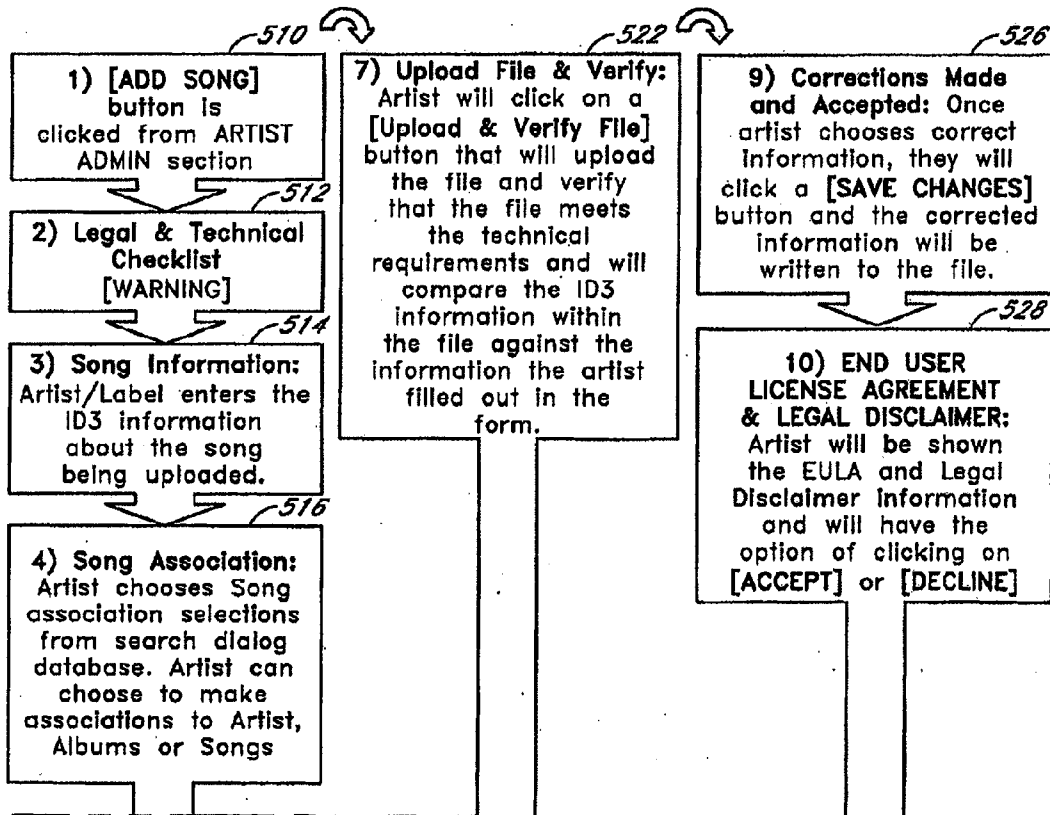 510
1) [ADD SONG]
button is
clicked from ARTIST
ADMIN section
512
2) Legal & Technical
Checklist
[WARNING]
514
3) Song Information:
Artist/Label enters the
ID3 information
about the song
being uploaded.
516
4) Song Association:
Artist chooses Song
association selections
from search dialog
database. Artist can
choose to make
associations to Artist,
Albums or Songs
522
7) Upload File & Verify:
Artist will click on a
[Upload & Verify File]
button that will upload
the file and verify
that the file meets
the technical
requirements and will
compare the ID3
information within
the file against the
information the artist
filled out in the
form.
526
9) Corrections Made
and Accepted: Once
artist chooses correct
information, they will
click a [SAVE CHANGES]
button and the corrected
information will be
written to the file.
528
10) END USER
LICENSE AGREEMENT
& LEGAL DISCLAIMER:
Artist will be shown
the EULA and Legal
Disclaimer information
and will have the
option of clicking on
[ACCEPT] or [DECLINE]